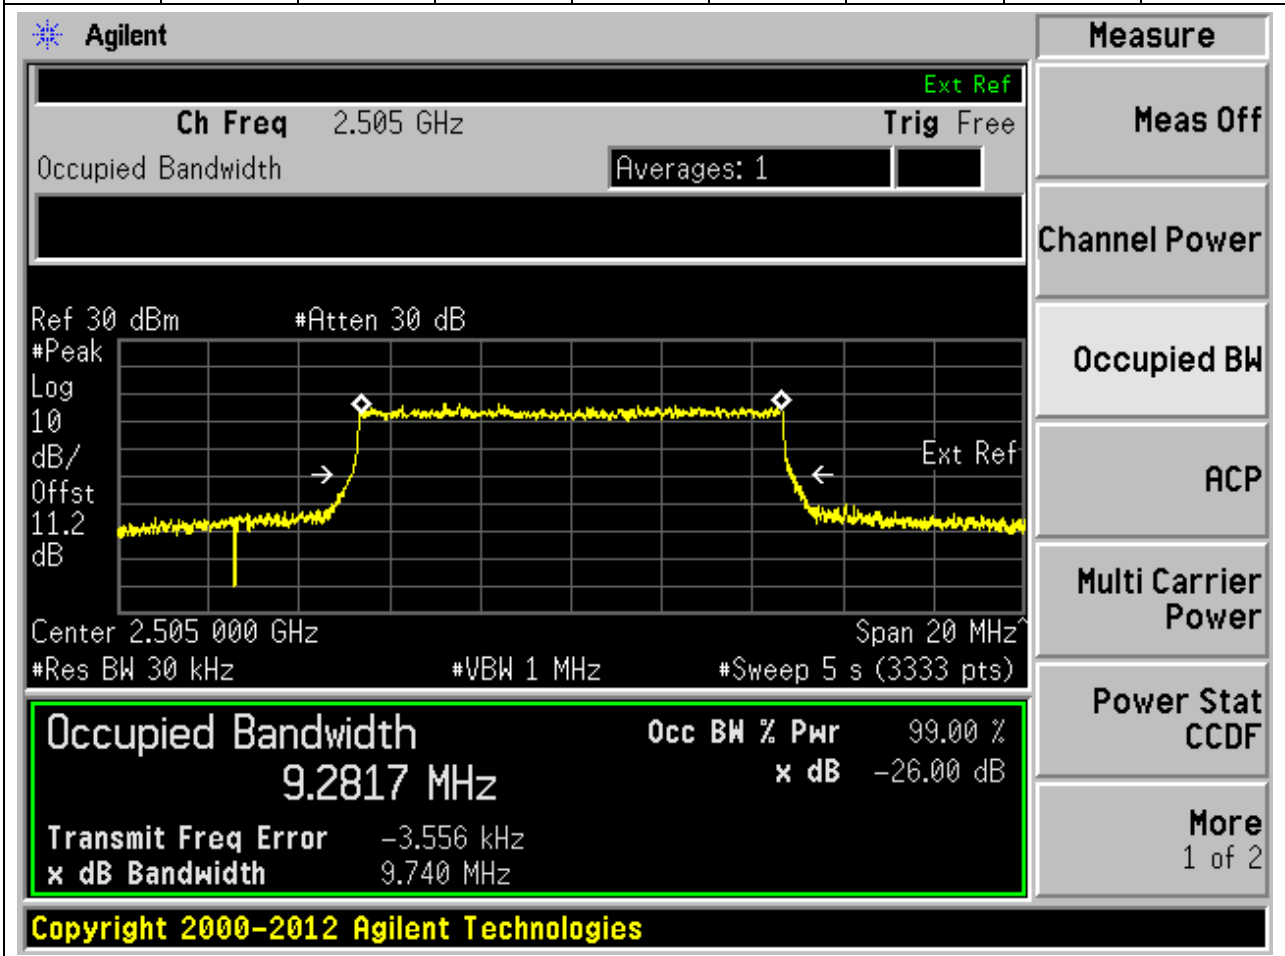 Agilent
Measure
Ext Ref
Ch Freq 2.505 GHz Trig Free
Meas Off
Occupied Bandwidth Averages: 1
Channel Power
Ref 30 dBm #Atten 30 dB
#Peak
Log
10
dB/
Offst
11.2
dB
Ext Ref
Occupied BW
ACP
Center 2.505 000 GHz Span 20 MHz^
#Res BW 30 kHz #VBW 1 MHz #Sweep 5 s (3333 pts)
Multi Carrier
Power
Occupied Bandwidth
9.2817 MHz
Occ BW % Pwr 99.00 %
x dB -26.00 dB
Transmit Freq Error -3.556 kHz
x dB Bandwidth 9.740 MHz
Power Stat
CCDF
More
1 of 2
Copyright 2000-2012 Agilent Technologies